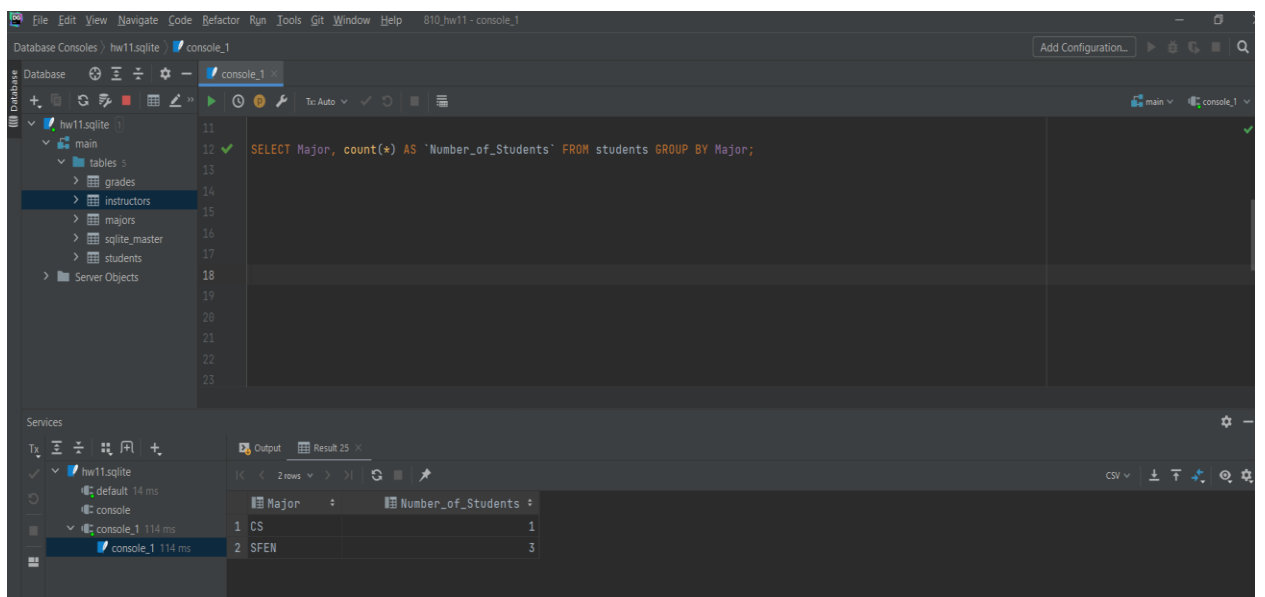 File Edit View Navigate Code Refactor Run Tools Git Window Help 810_hw11 - console_1
Database Consoles hw11.sqlite console_1 Add Configuration...
Database console_1
Database
Tx: Auto main console_1
hw11.sqlite 1
main
tables 5
grades
instructors
majors
sqlite_master
students
Server Objects
11
12 SELECT Major, count(*) AS `Number_of_Students` FROM students GROUP BY Major;
13
14
15
16
17
18
19
20
21
22
23
Services
Tx Output Result 25
hw11.sqlite 2 rows CSV
default 14 ms
console
console_1 114 ms
console_1 114 ms
Major Number_of_Students
1 CS 1
2 SFEN 3